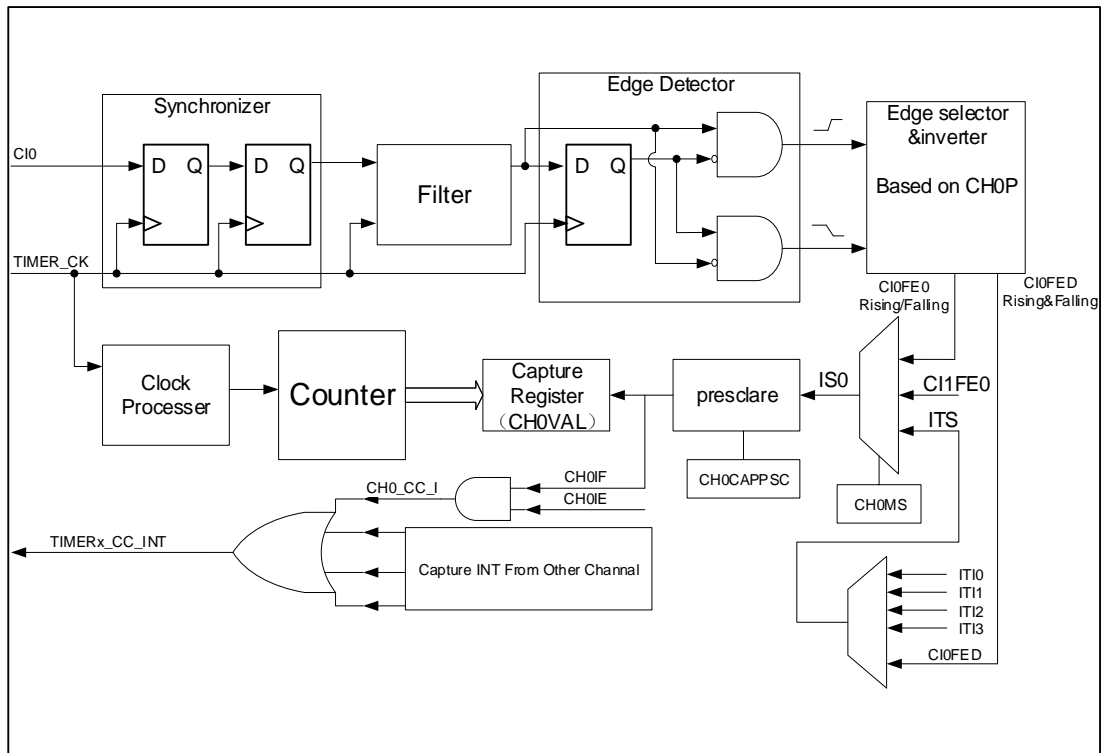 Synchronizer
Edge Detector
Edge selector
&inverter
Based on CH0P
CI0
D Q
D Q
Filter
D Q
TIMER_CK
CI0FE0
Rising/Falling
CI0FED
Rising&Falling
Clock
Processer
Counter
Capture
Register
（CH0VAL）
presclare
IS0
CI1FE0
ITS
CH0CAPPSC
CH0MS
CH0_CC_I
CH0IF
CH0IE
TIMERx_CC_INT
Capture INT From Other Channel
ITI0
ITI1
ITI2
ITI3
CI0FED